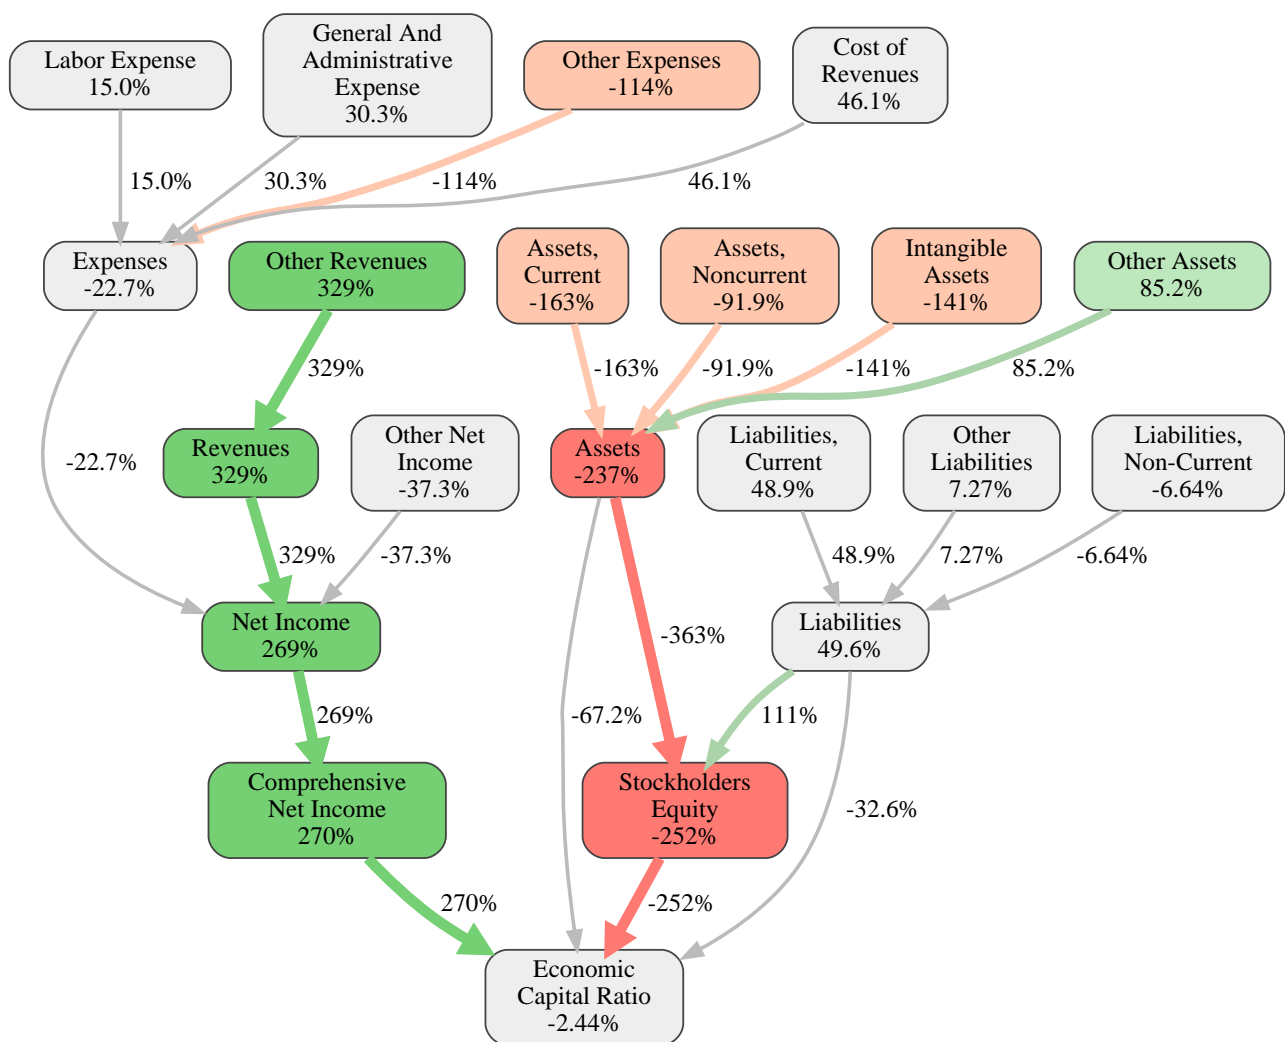 Labor Expense
15.0%
General And
Administrative
Expense
30.3%
Other Expenses
-114%
Cost of
Revenues
46.1%
15.0%
30.3%
-114%
46.1%
Expenses
-22.7%
Other Revenues
329%
Assets,
Current
-163%
Assets,
Noncurrent
-91.9%
Intangible
Assets
-141%
Other Assets
85.2%
329%
-163%
-91.9%
-141%
85.2%
-22.7%
Revenues
329%
Other Net
Income
-37.3%
Assets
-237%
Liabilities,
Current
48.9%
Other
Liabilities
7.27%
Liabilities,
Non-Current
-6.64%
329%
-37.3%
48.9%
7.27%
-6.64%
Net Income
269%
-363%
Liabilities
49.6%
269%
-67.2%
111%
Comprehensive
Net Income
270%
Stockholders
Equity
-252%
-32.6%
270%
-252%
Economic
Capital Ratio
-2.44%